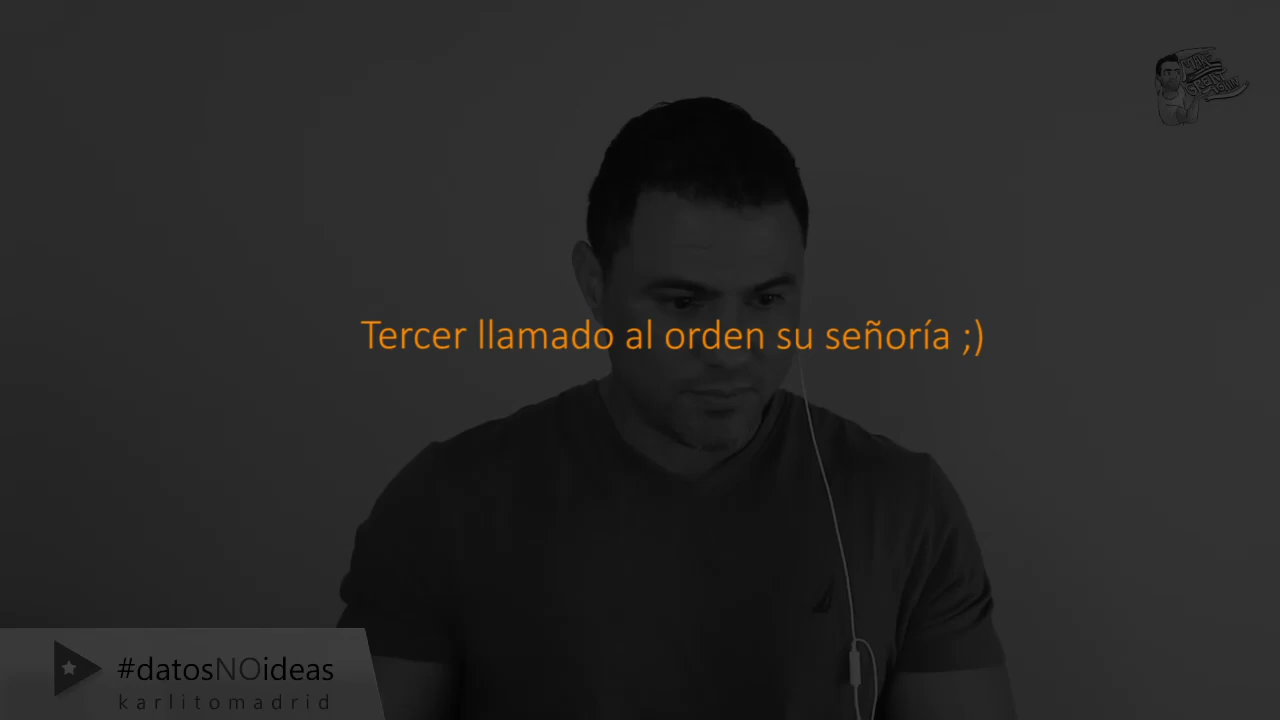 Tercer llamado al orden su señoría ;)
#datosNOideas
karlitomadrid